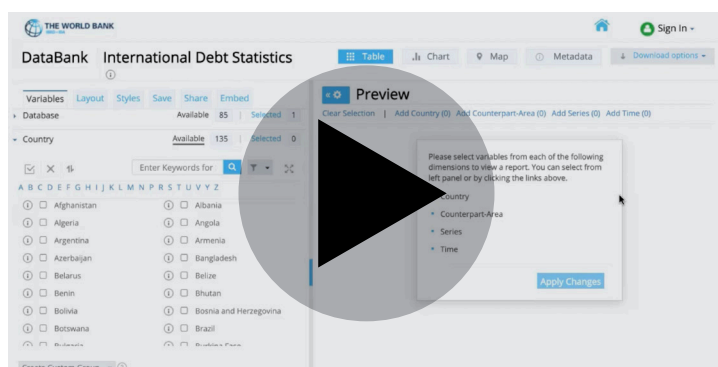 THE WORLD BANK
Sign In
DataBank International Debt Statistics
Table
Chart
Map
Metadata
Download options
Variables Layout Styles Save Share Embed
Database Available 85 | Selected 1
Country Available 135 | Selected 0
Enter Keywords for
A B C D E F G H I J K L M N P R S T U V Y Z
Afghanistan Albania
Algeria Angola
Argentina Armenia
Azerbaijan Bangladesh
Belarus Belize
Benin Bhutan
Bolivia Bosnia and Herzegovina
Botswana Brazil
Preview
Clear Selection | Add Country (0) Add Counterpart-Area (0) Add Series (0) Add Time (0)
Please select variables from each of the following
dimensions to view a report. You can select from
left panel or by clicking the links above.
Country
Counterpart-Area
Series
Time
Apply Changes